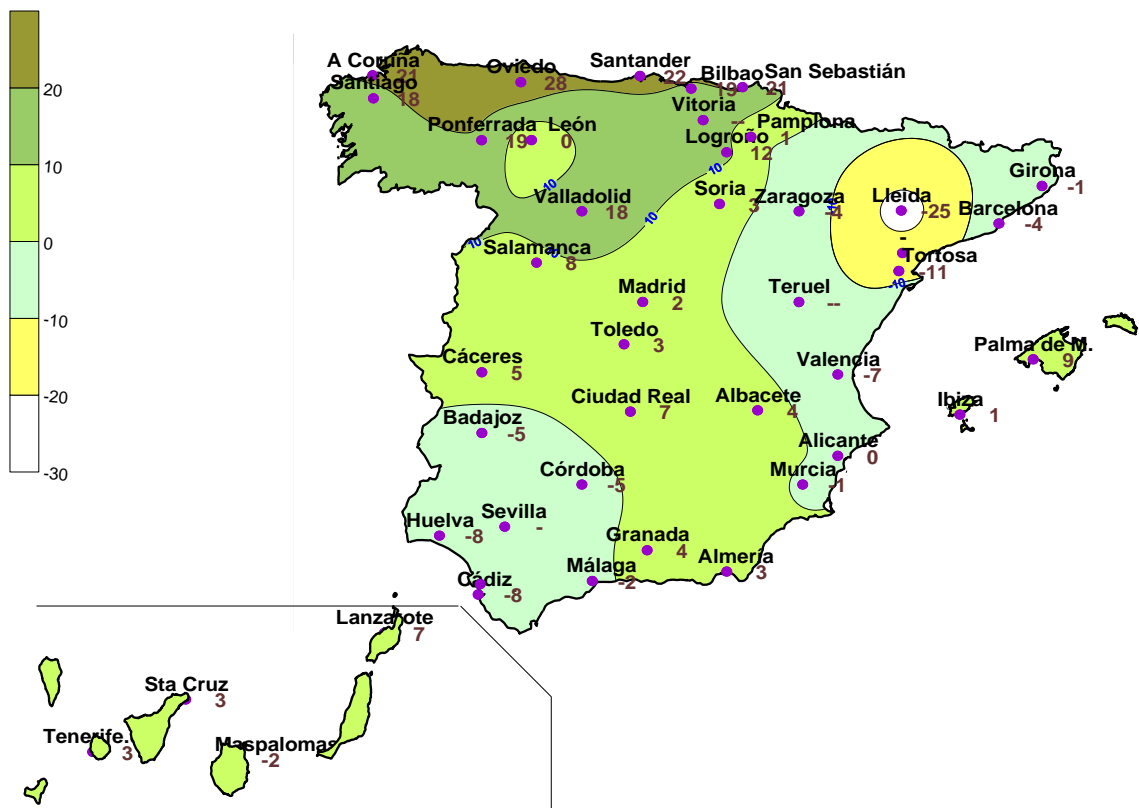 20
10
0
-10
-20
-30
A Coruña
21
Santiago
18
Oviedo
28
Santander
22
Bilbao
19
San Sebastián
21
Vitoria
--
Ponferrada
19
León
0
Logroño
12
Pamplona
1
Valladolid
18
Soria
3
Zaragoza
-4
Lleida
-25
-
Girona
-1
Barcelona
-4
Tortosa
-11
Salamanca
8
Madrid
2
Teruel
--
Toledo
3
Cáceres
5
Valencia
-7
Palma de M.
9
Ibiza
1
Ciudad Real
7
Albacete
4
Badajoz
-5
Alicante
0
Córdoba
-5
Murcia
-1
Sevilla
-
Huelva
-8
Granada
4
Almería
3
Cádiz
-8
Málaga
-2
Lanzarote
7
Sta Cruz
3
Tenerife.
3
Maspalomas
-2
10
10
10
10
10
-10